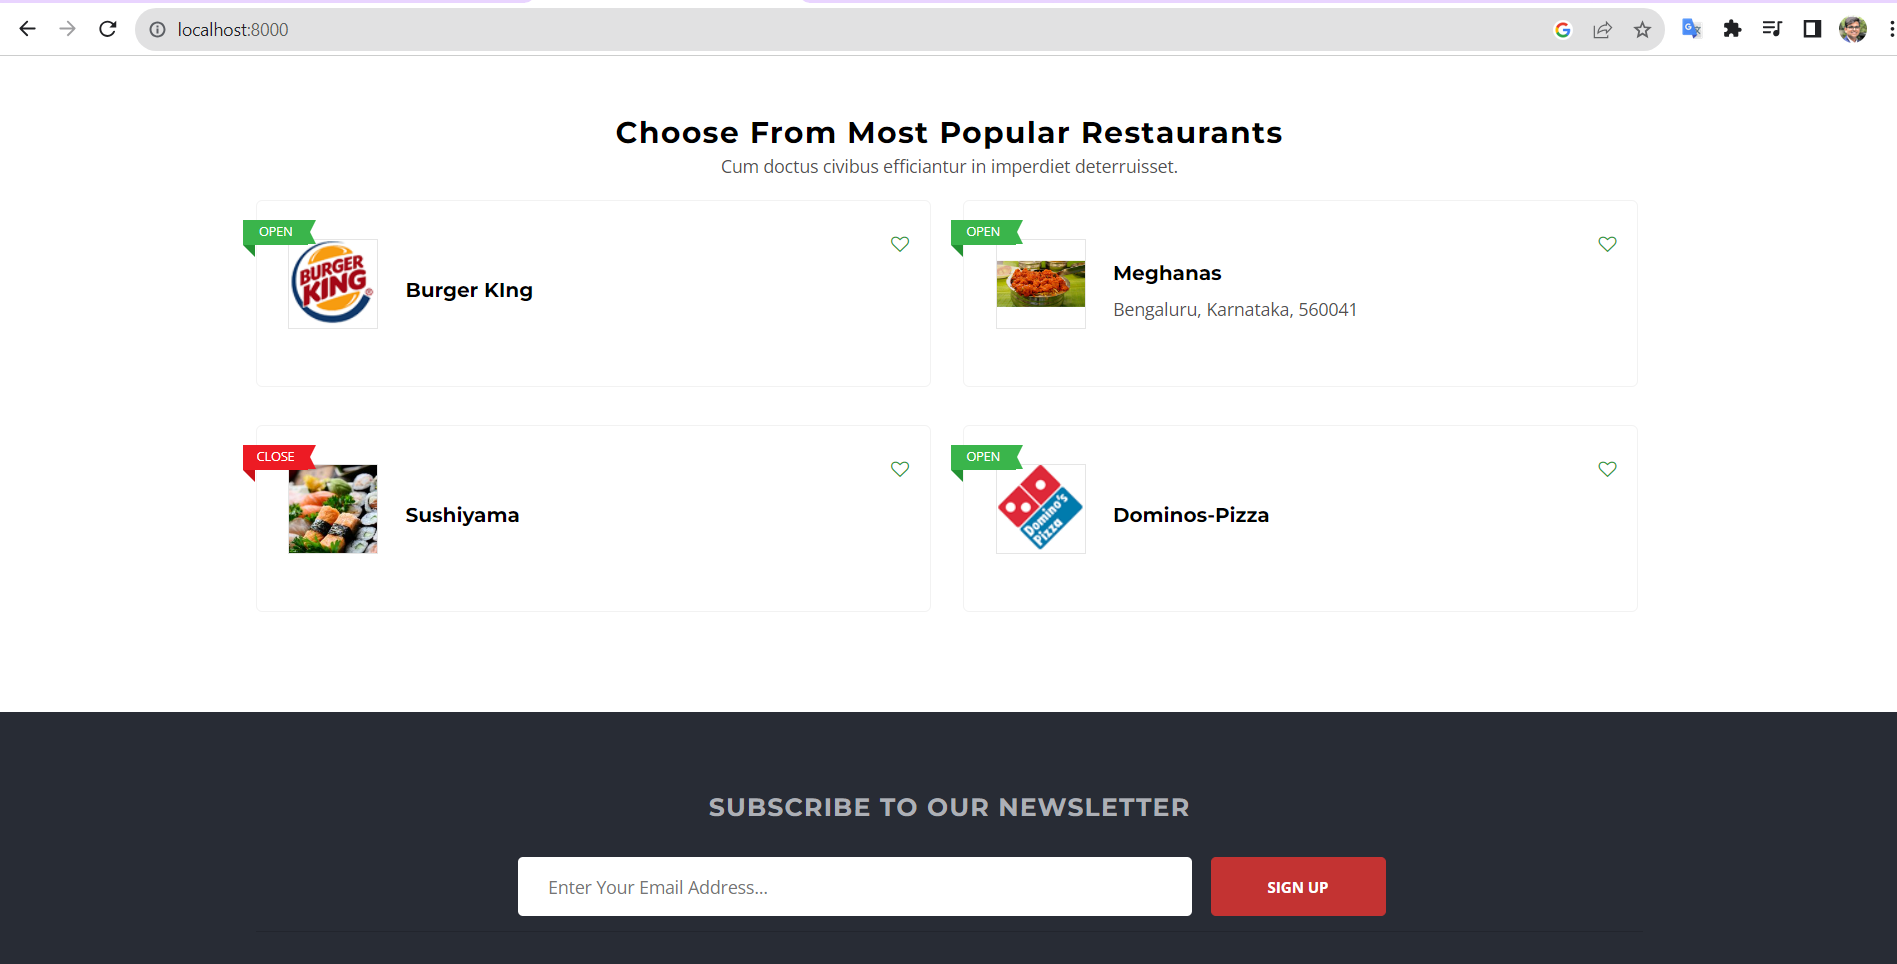 localhost:8000
Choose From Most Popular Restaurants
Cum doctus civibus efficiantur in imperdiet deterruisset.
OPEN
BURGER
KING
®
Burger KIng
OPEN
Meghanas
Bengaluru, Karnataka, 560041
CLOSE
Sushiyama
OPEN
Domino's
Pizza
Dominos-Pizza
SUBSCRIBE TO OUR NEWSLETTER
Enter Your Email Address...
SIGN UP